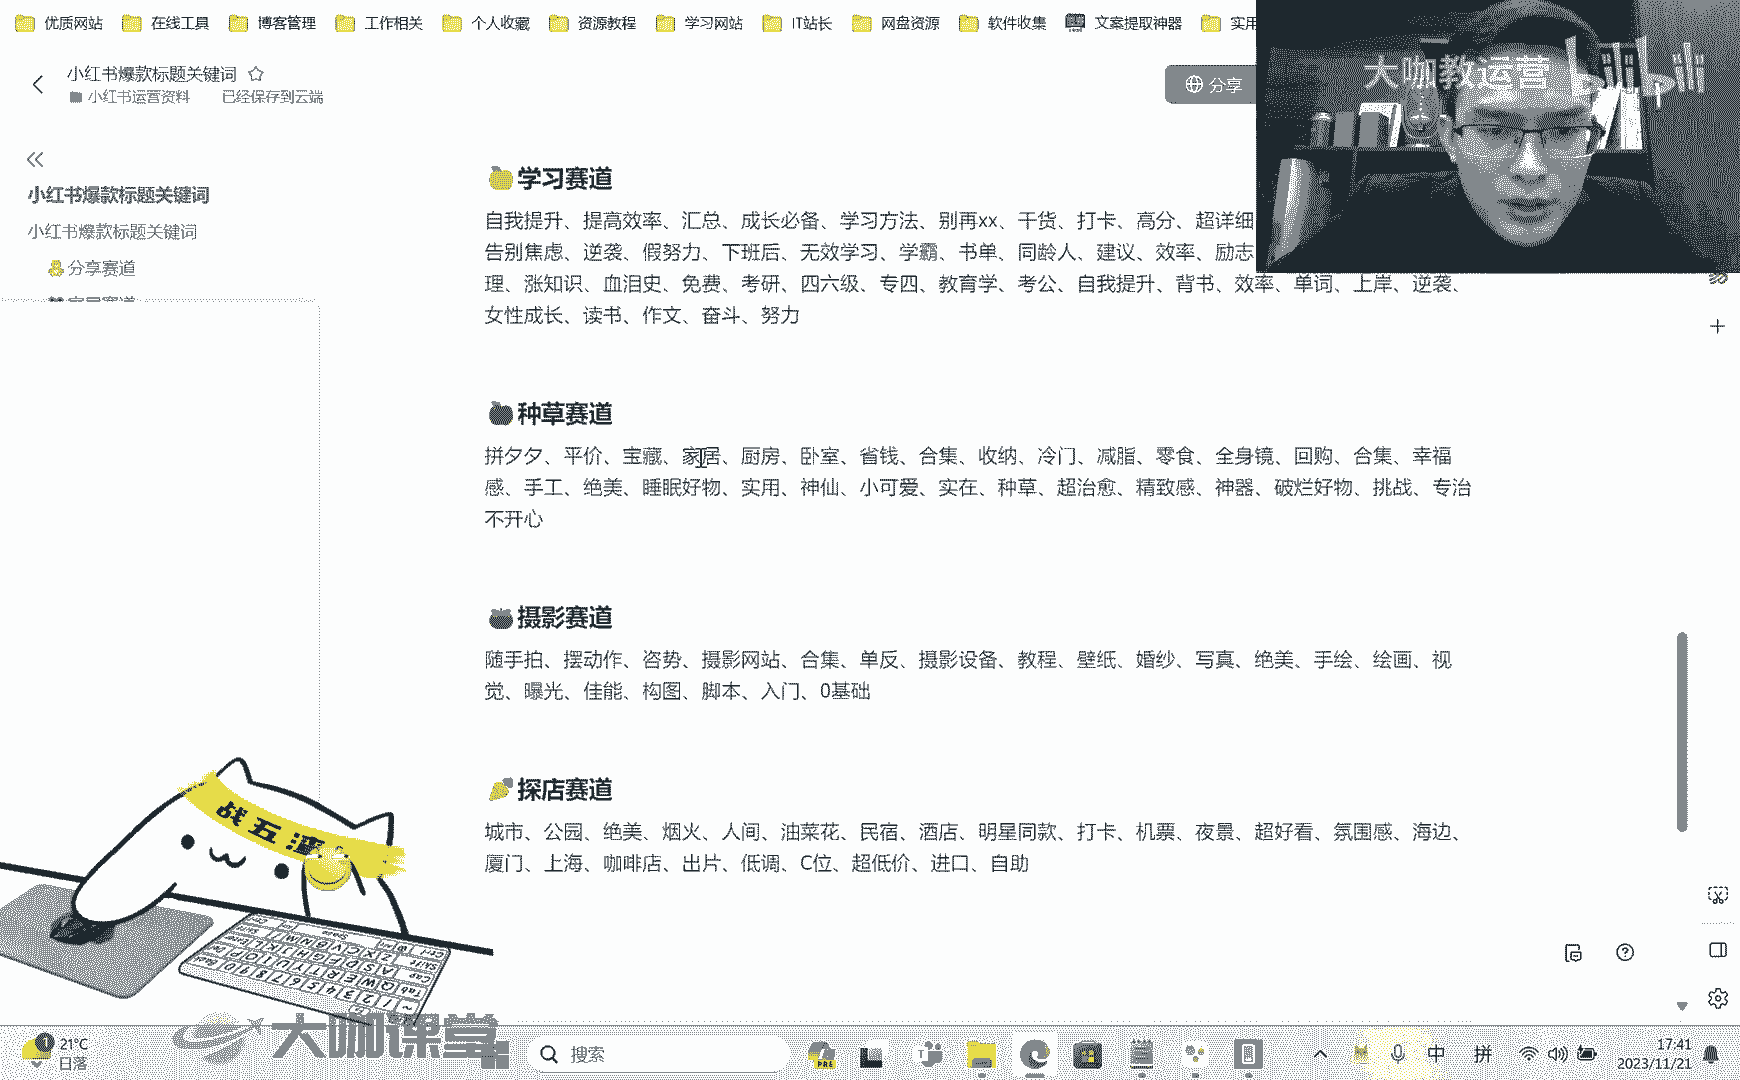 优质网站 在线工具 博客管理 工作相关 个人收藏 资源教程 学习网站 IT站长 网盘资源 软件收集 文案提取神器 实用
小红书爆款标题关键词
小红书运营资料 已经保存到云端
分享
大咖教运营
小红书爆款标题关键词
小红书爆款标题关键词
分享赛道
学习赛道
自我提升、提高效率、汇总、成长必备、学习方法、别再xx、干货、打卡、高分、超详细
告别焦虑、逆袭、假努力、下班后、无效学习、学霸、书单、同龄人、建议、效率、励志
理、涨知识、血泪史、免费、考研、四六级、专四、教育学、考公、自我提升、背书、效率、单词、上岸、逆袭、
女性成长、读书、作文、奋斗、努力
种草赛道
拼夕夕、平价、宝藏、家居、厨房、卧室、省钱、合集、收纳、冷门、减脂、零食、全身镜、回购、合集、幸福
感、手工、绝美、睡眠好物、实用、神仙、小可爱、实在、种草、超治愈、精致感、神器、破烂好物、挑战、专治
不开心
摄影赛道
随手拍、摆动作、咨势、摄影网站、合集、单反、摄影设备、教程、壁纸、婚纱、写真、绝美、手绘、绘画、视
觉、曝光、佳能、构图、脚本、入门、0基础
探店赛道
城市、公园、绝美、烟火、人间、油菜花、民宿、酒店、明星同款、打卡、机票、夜景、超好看、氛围感、海边、
厦门、上海、咖啡店、出片、低调、C位、超低价、进口、自助
战五渣
大咖课堂
21°C
日落
搜索
PRE
中 拼
17:41
2023/11/21